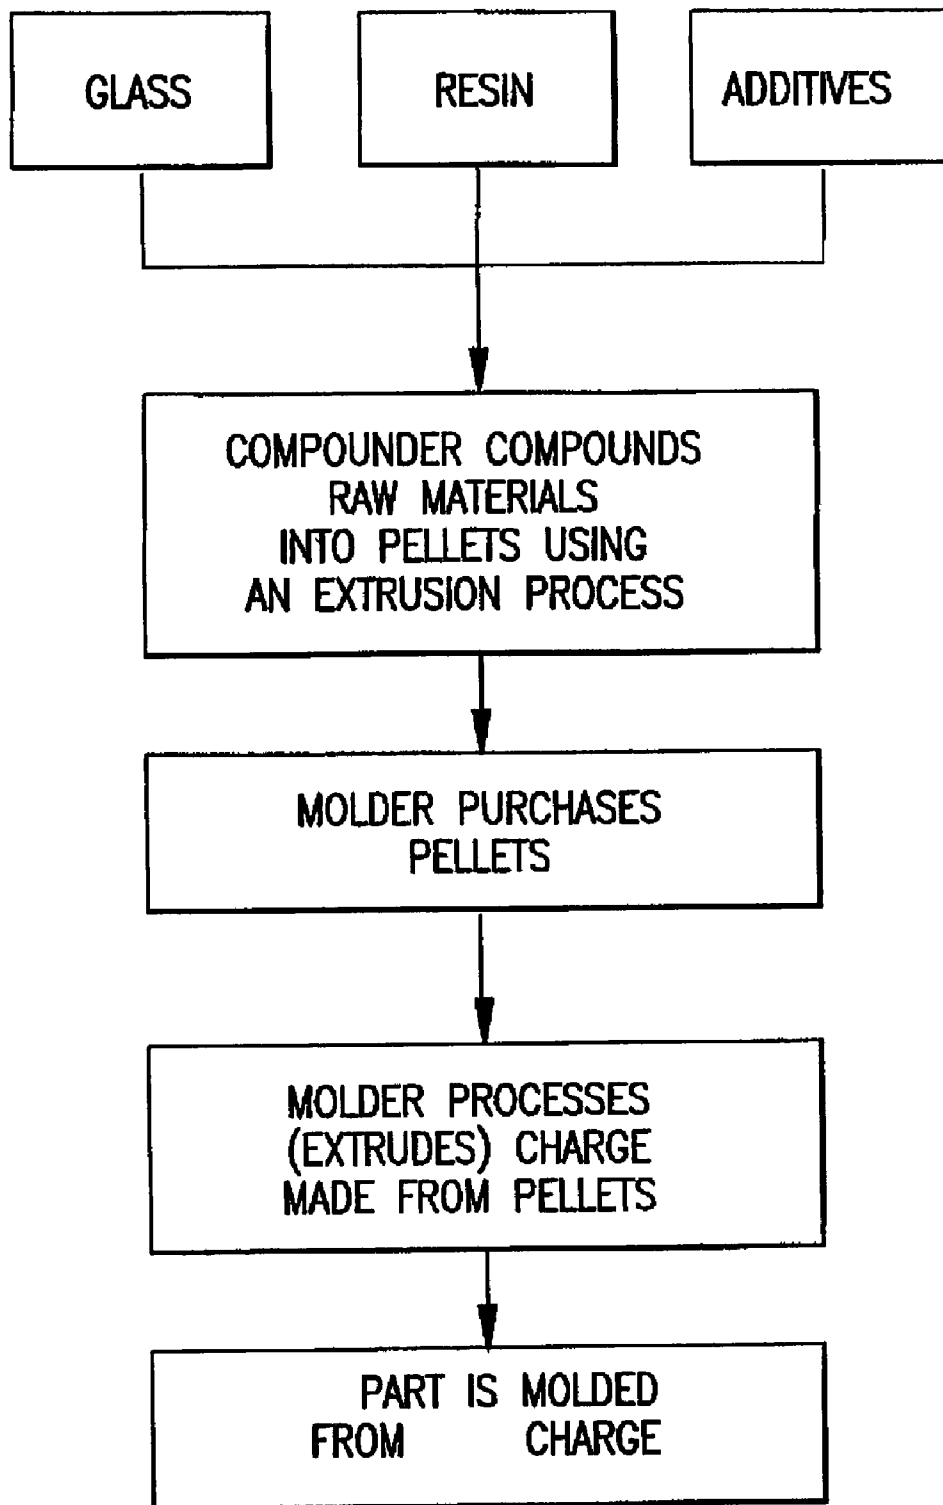 GLASS
RESIN
ADDITIVES
COMPOUNDER COMPOUNDS
RAW MATERIALS
INTO PELLETS USING
AN EXTRUSION PROCESS
MOLDER PURCHASES
PELLETS
MOLDER PROCESSES
(EXTRUDES) CHARGE
MADE FROM PELLETS
PART IS MOLDED
FROM CHARGE